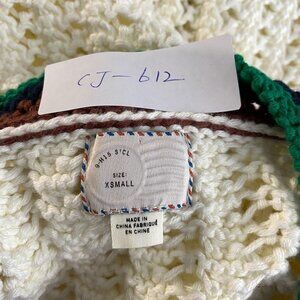 CJ-612
SIZE:
XSMALL
MADE IN
CHINA FABRIQUÉ
EN CHINE